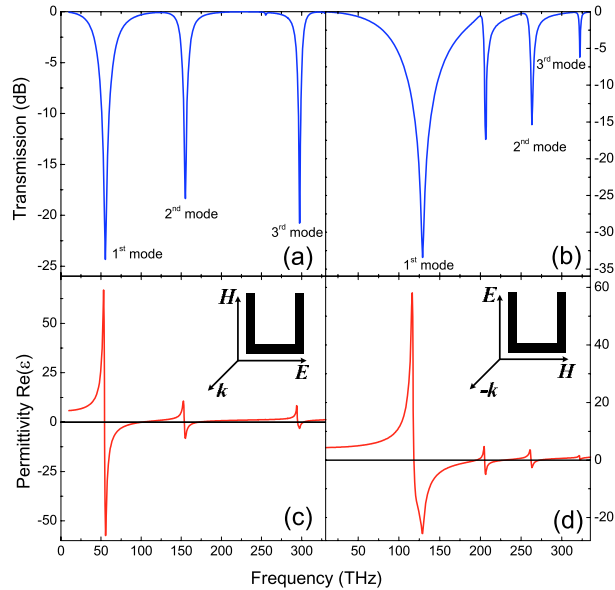 0
-5
-10
-15
-20
-25
Transmission (dB)
1st mode
2nd mode
3rd mode
(a)
0
-5
-10
-15
-20
-25
-30
-35
1st mode
2nd mode
3rd mode
(b)
50
25
0
-25
-50
Permittivity Re(ε)
H
E
k
(c)
60
40
20
0
-20
E
H
-k
(d)
0 50 100 150 200 250 300
50 100 150 200 250 300
Frequency (THz)